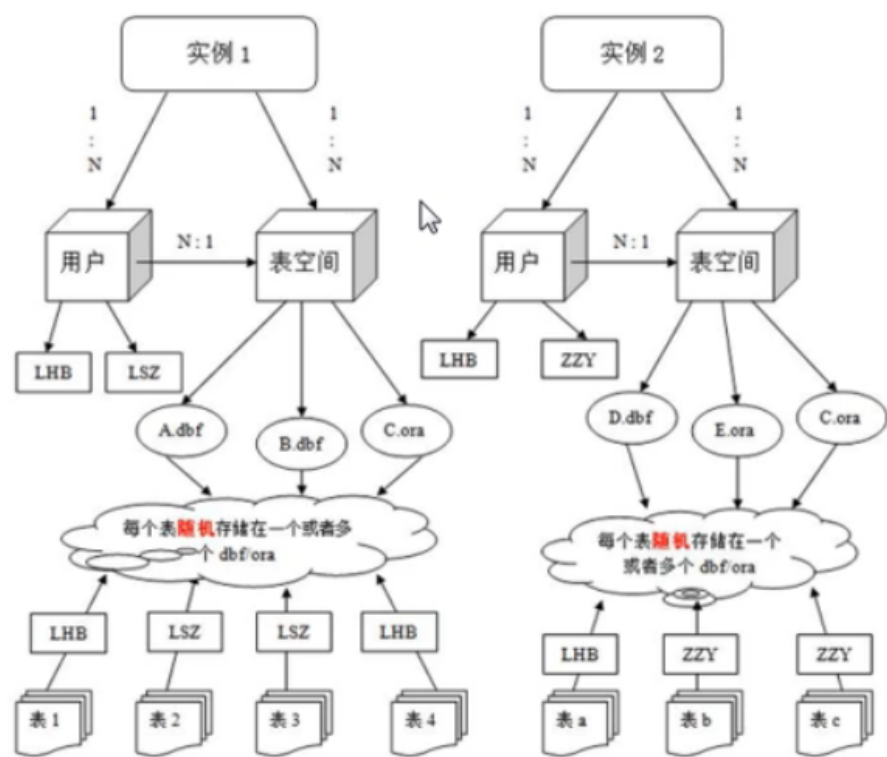 实例 1
实例 2
1
:
N
1
:
N
1
:
N
1
:
N
用户
N : 1
表空间
用户
N : 1
表空间
LHB
LSZ
LHB
ZZY
A.dbf
B.dbf
C.ora
D.dbf
E.ora
C.ora
每个表随机存储在一个或者多
个 dbf/ora
每个表随机存储在一个
或者多个 dbf/ora
LHB
LSZ
LSZ
LHB
LHB
ZZY
ZZY
表 1
表 2
表 3
表 4
表 a
表 b
表 c